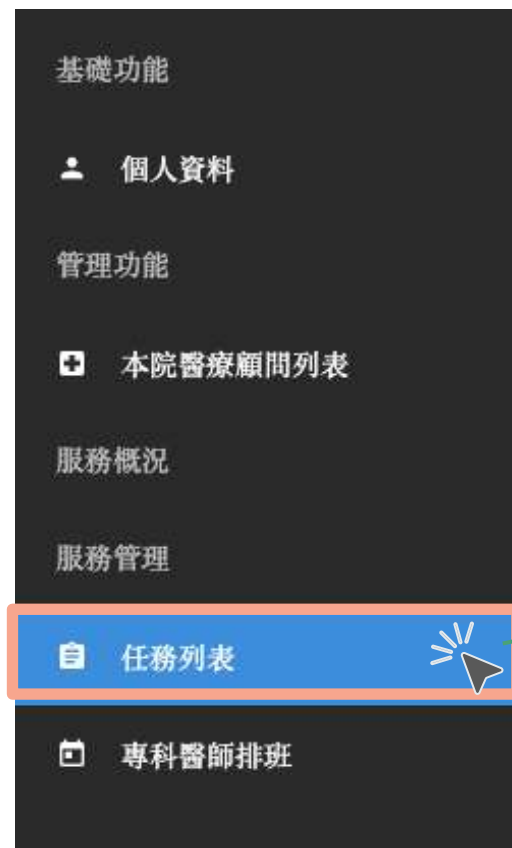 基礎功能
個人資料
管理功能
本院醫療顧問列表
服務概況
服務管理
任務列表
專科醫師排班